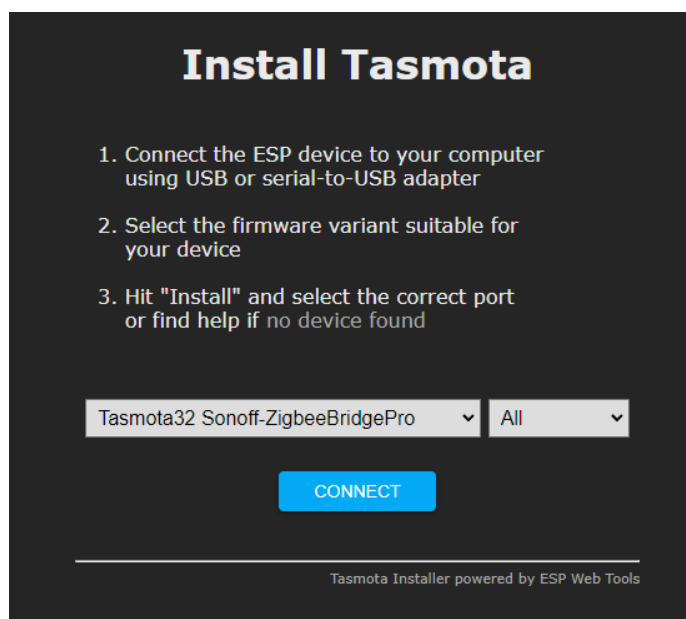 Install Tasmota
1. Connect the ESP device to your computer
using USB or serial-to-USB adapter
2. Select the firmware variant suitable for
your device
3. Hit "Install" and select the correct port
or find help if no device found
Tasmota32 Sonoff-ZigbeeBridgePro
All
CONNECT
Tasmota Installer powered by ESP Web Tools